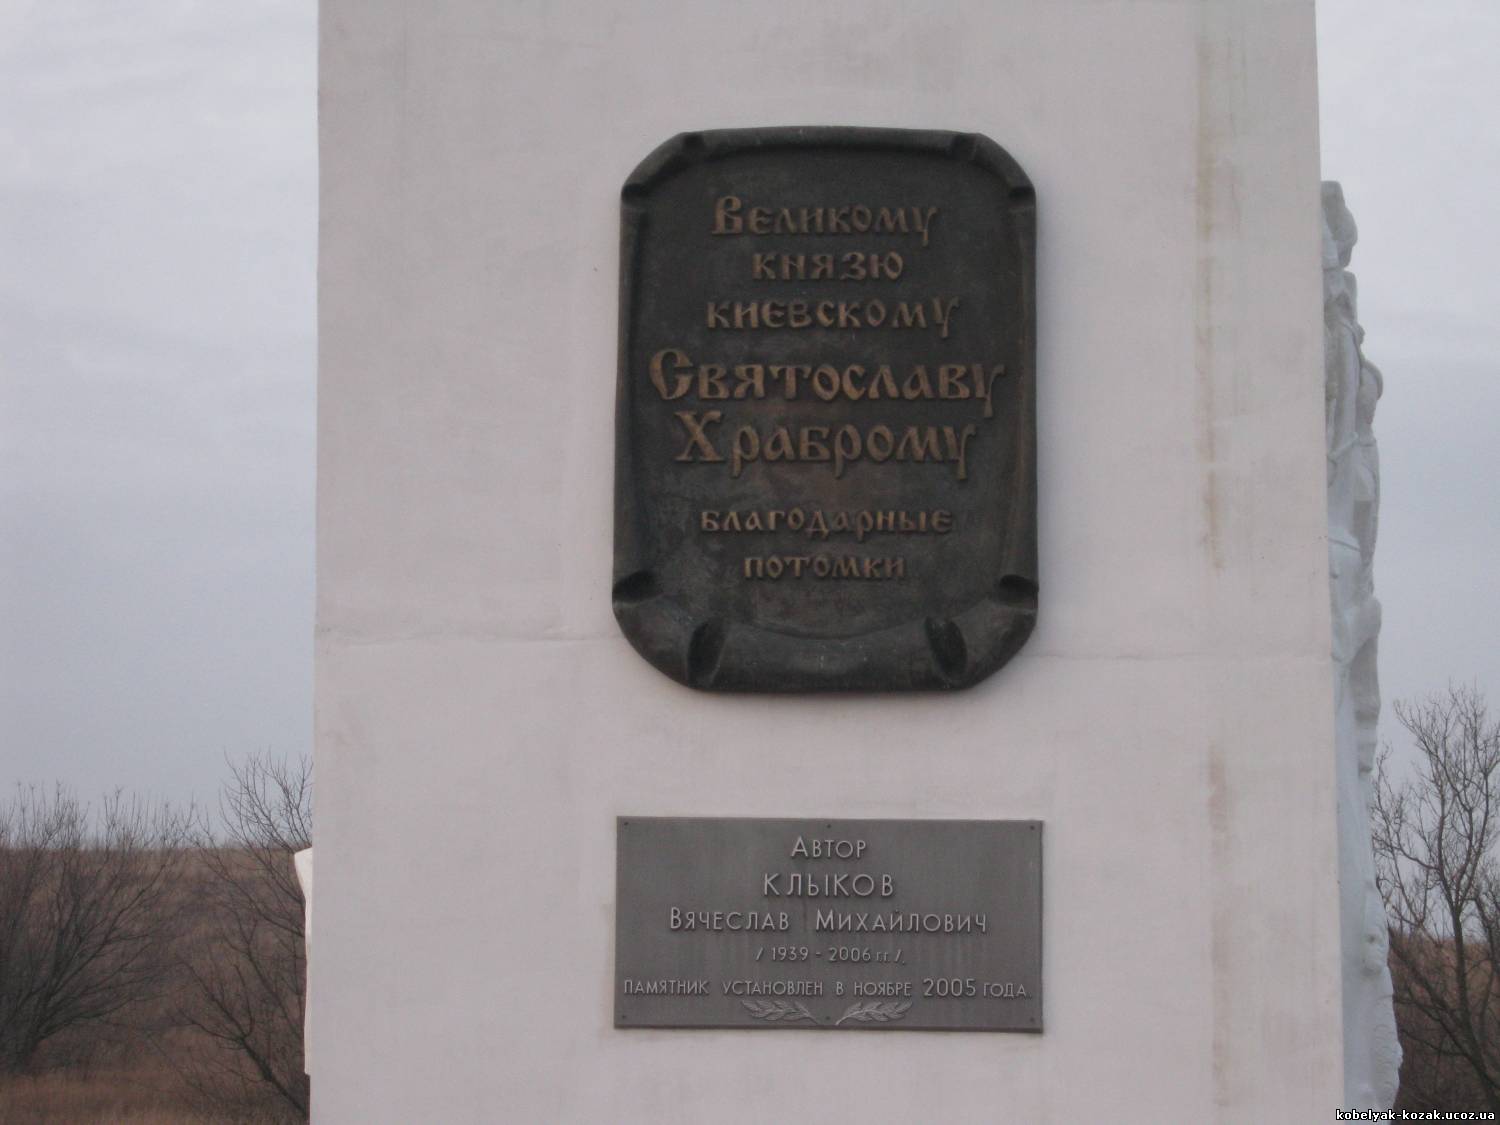 Великому
князю
киевскому
Святославу
Храброму
благодарные
потомки
Автор
КЛЫКОВ
Вячеслав Михайлович
/ 1939 - 2006 г.г. /.
памятник установлен в ноябре 2005 года.
kobelyak-kozak.ucoz.ua